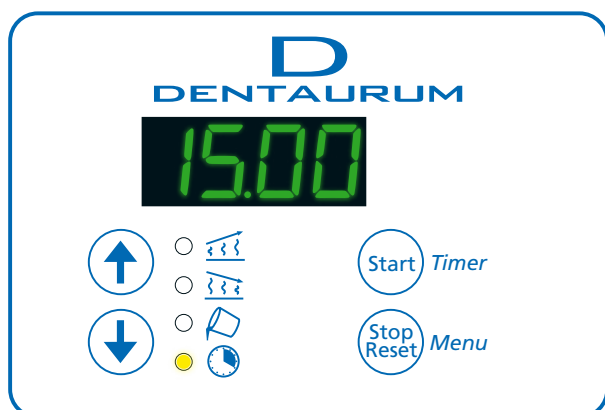 D
DENTAURUM
15.00
Start Timer
Stop
Reset Menu